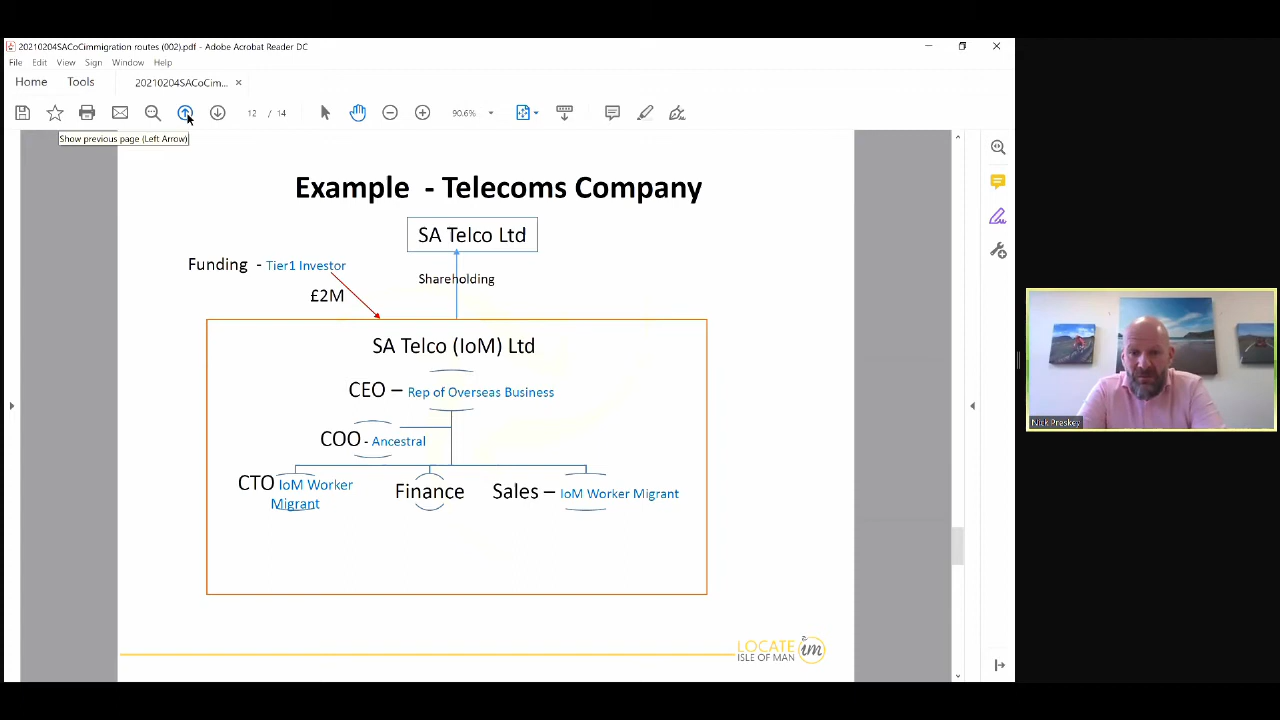 20210204SACoCimmigration routes (002).pdf - Adobe Acrobat Reader DC
File Edit View Sign Window Help
Home Tools 20210204SACoCim... ×
12 / 14 90.6%
Show previous page (Left Arrow)
Example - Telecoms Company
SA Telco Ltd
Funding - Tier1 Investor
Shareholding
£2M
SA Telco (IoM) Ltd
CEO – Rep of Overseas Business
COO - Ancestral
CTO IoM Worker
Migrant
Finance
Sales – IoM Worker Migrant
LOCATE
ISLE OF MAN
im
Nick Preskey